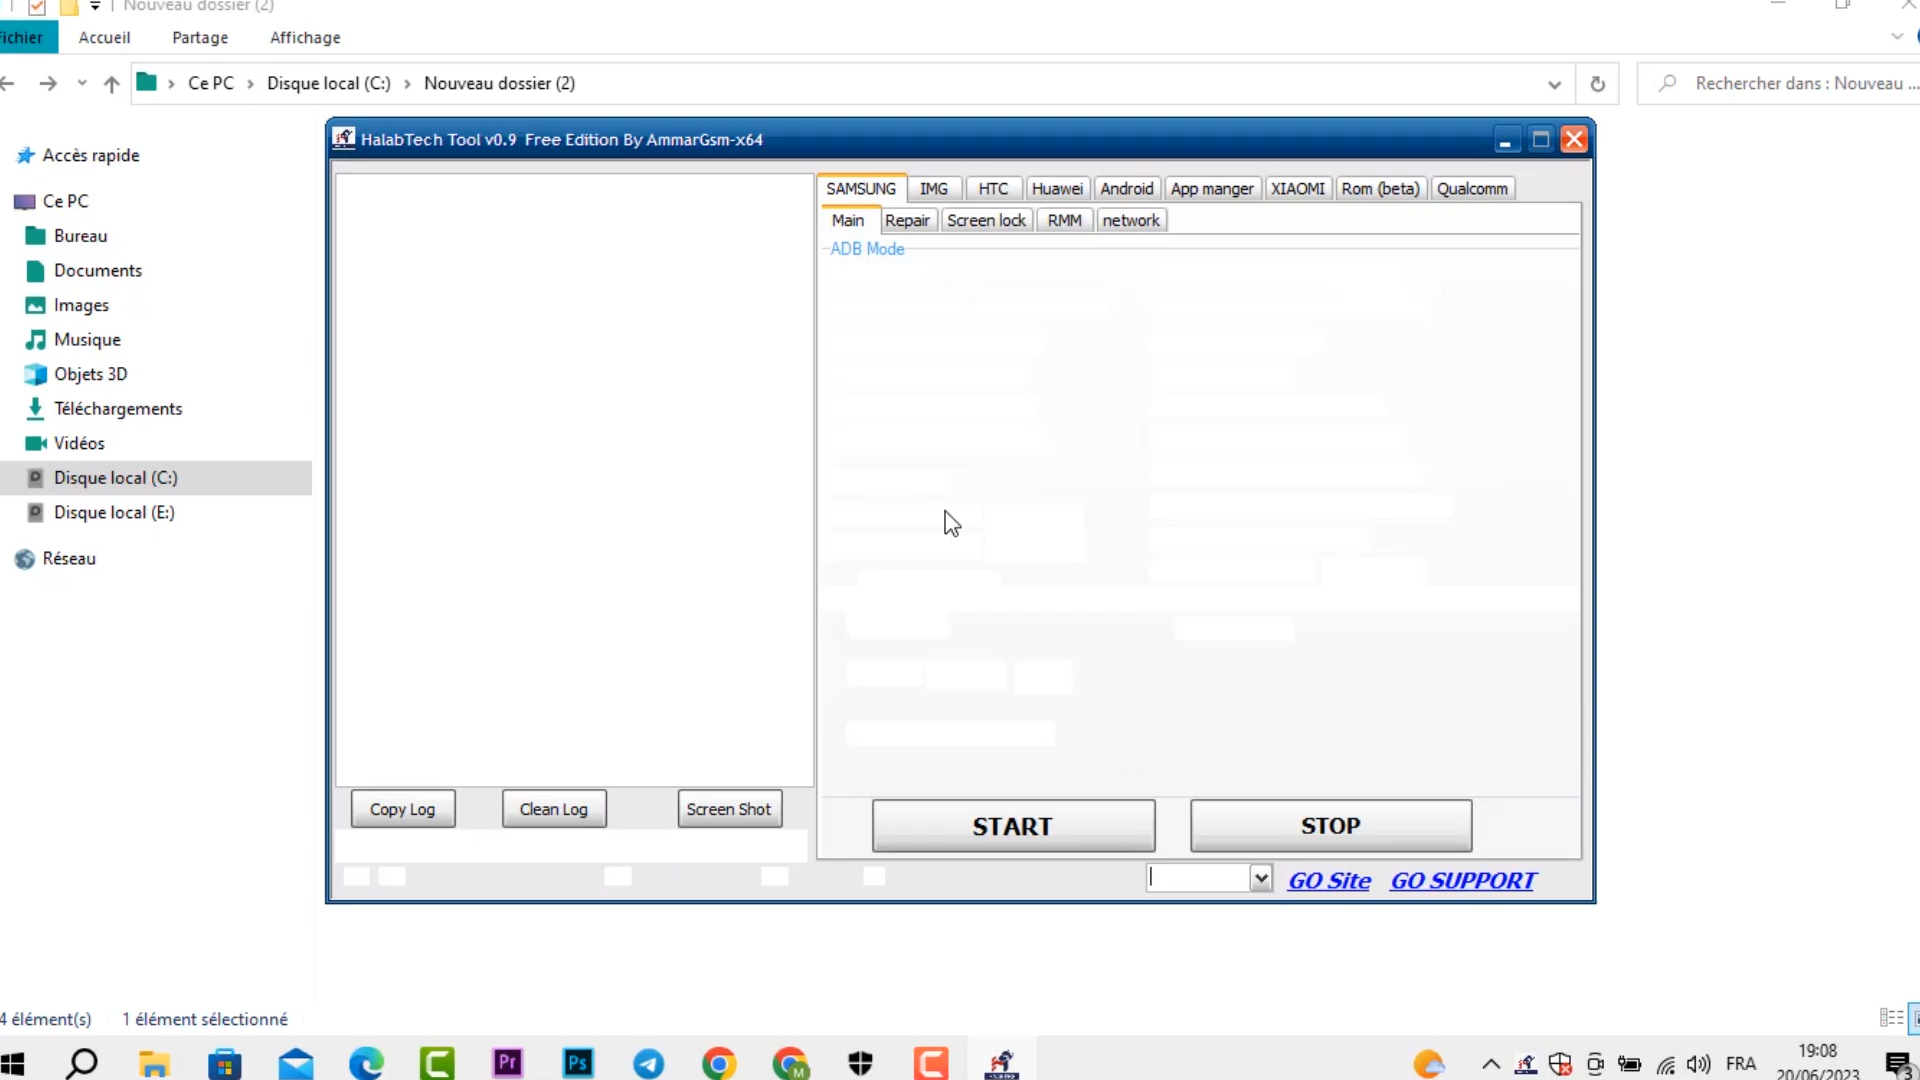 Nouveau dossier (2)
Fichier Accueil Partage Affichage
Ce PC Disque local (C:) Nouveau dossier (2)
Rechercher dans : Nouveau ...
Accès rapide
Ce PC
Bureau
Documents
Images
Musique
Objets 3D
Téléchargements
Vidéos
Disque local (C:)
Disque local (E:)
Réseau
HalabTech Tool v0.9 Free Edition By AmmarGsm-x64
SAMSUNG IMG HTC Huawei Android App manger XIAOMI Rom (beta) Qualcomm
Main Repair Screen lock RMM network
ADB Mode
Copy Log Clean Log Screen Shot
START STOP
GO Site GO SUPPORT
4 élément(s) 1 élément sélectionné
Pr Ps M
FRA
19:08
20/06/2023
3